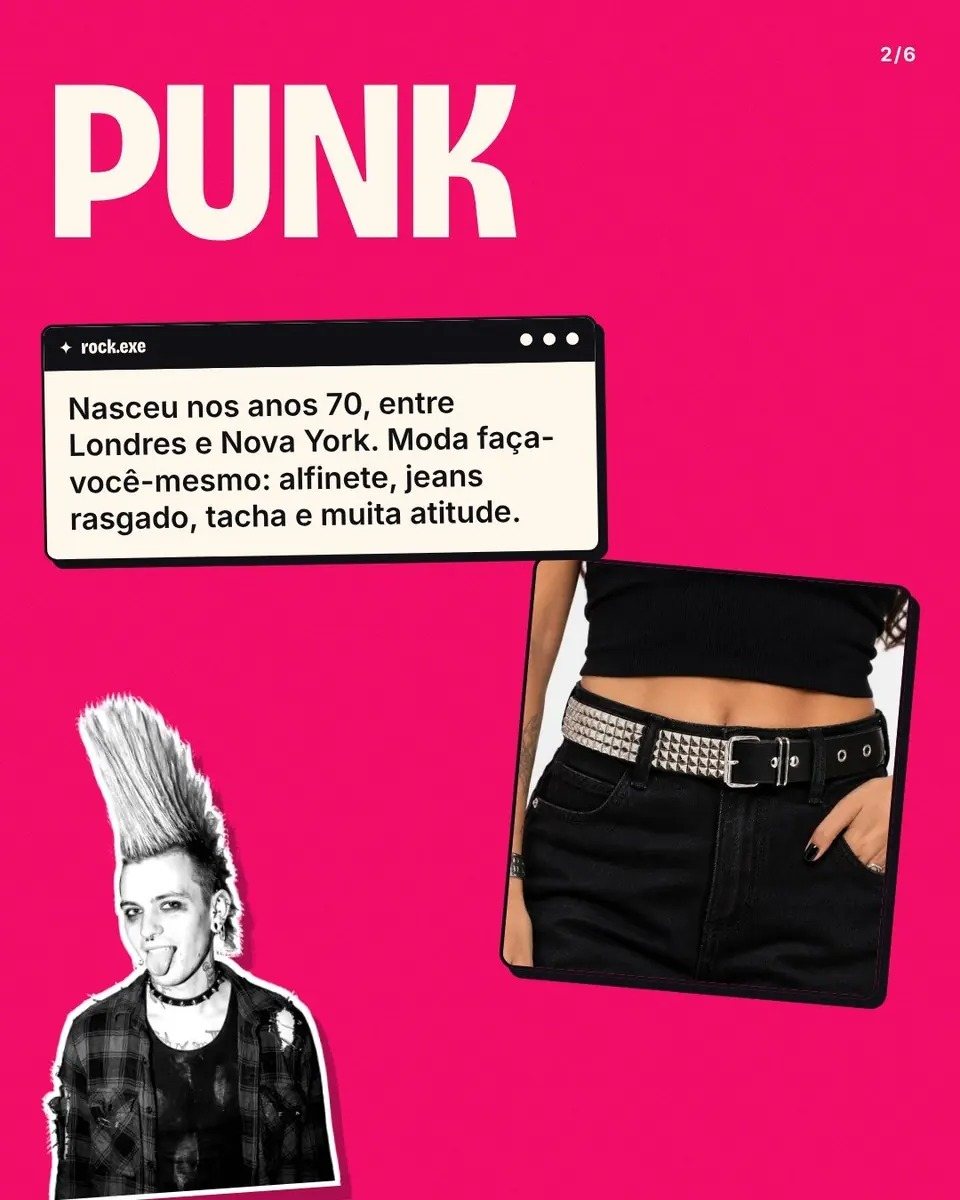 2/6
PUNK
rock.exe
Nasceu nos anos 70, entre
Londres e Nova York. Moda faça-
você-mesmo: alfinete, jeans
rasgado, tacha e muita atitude.